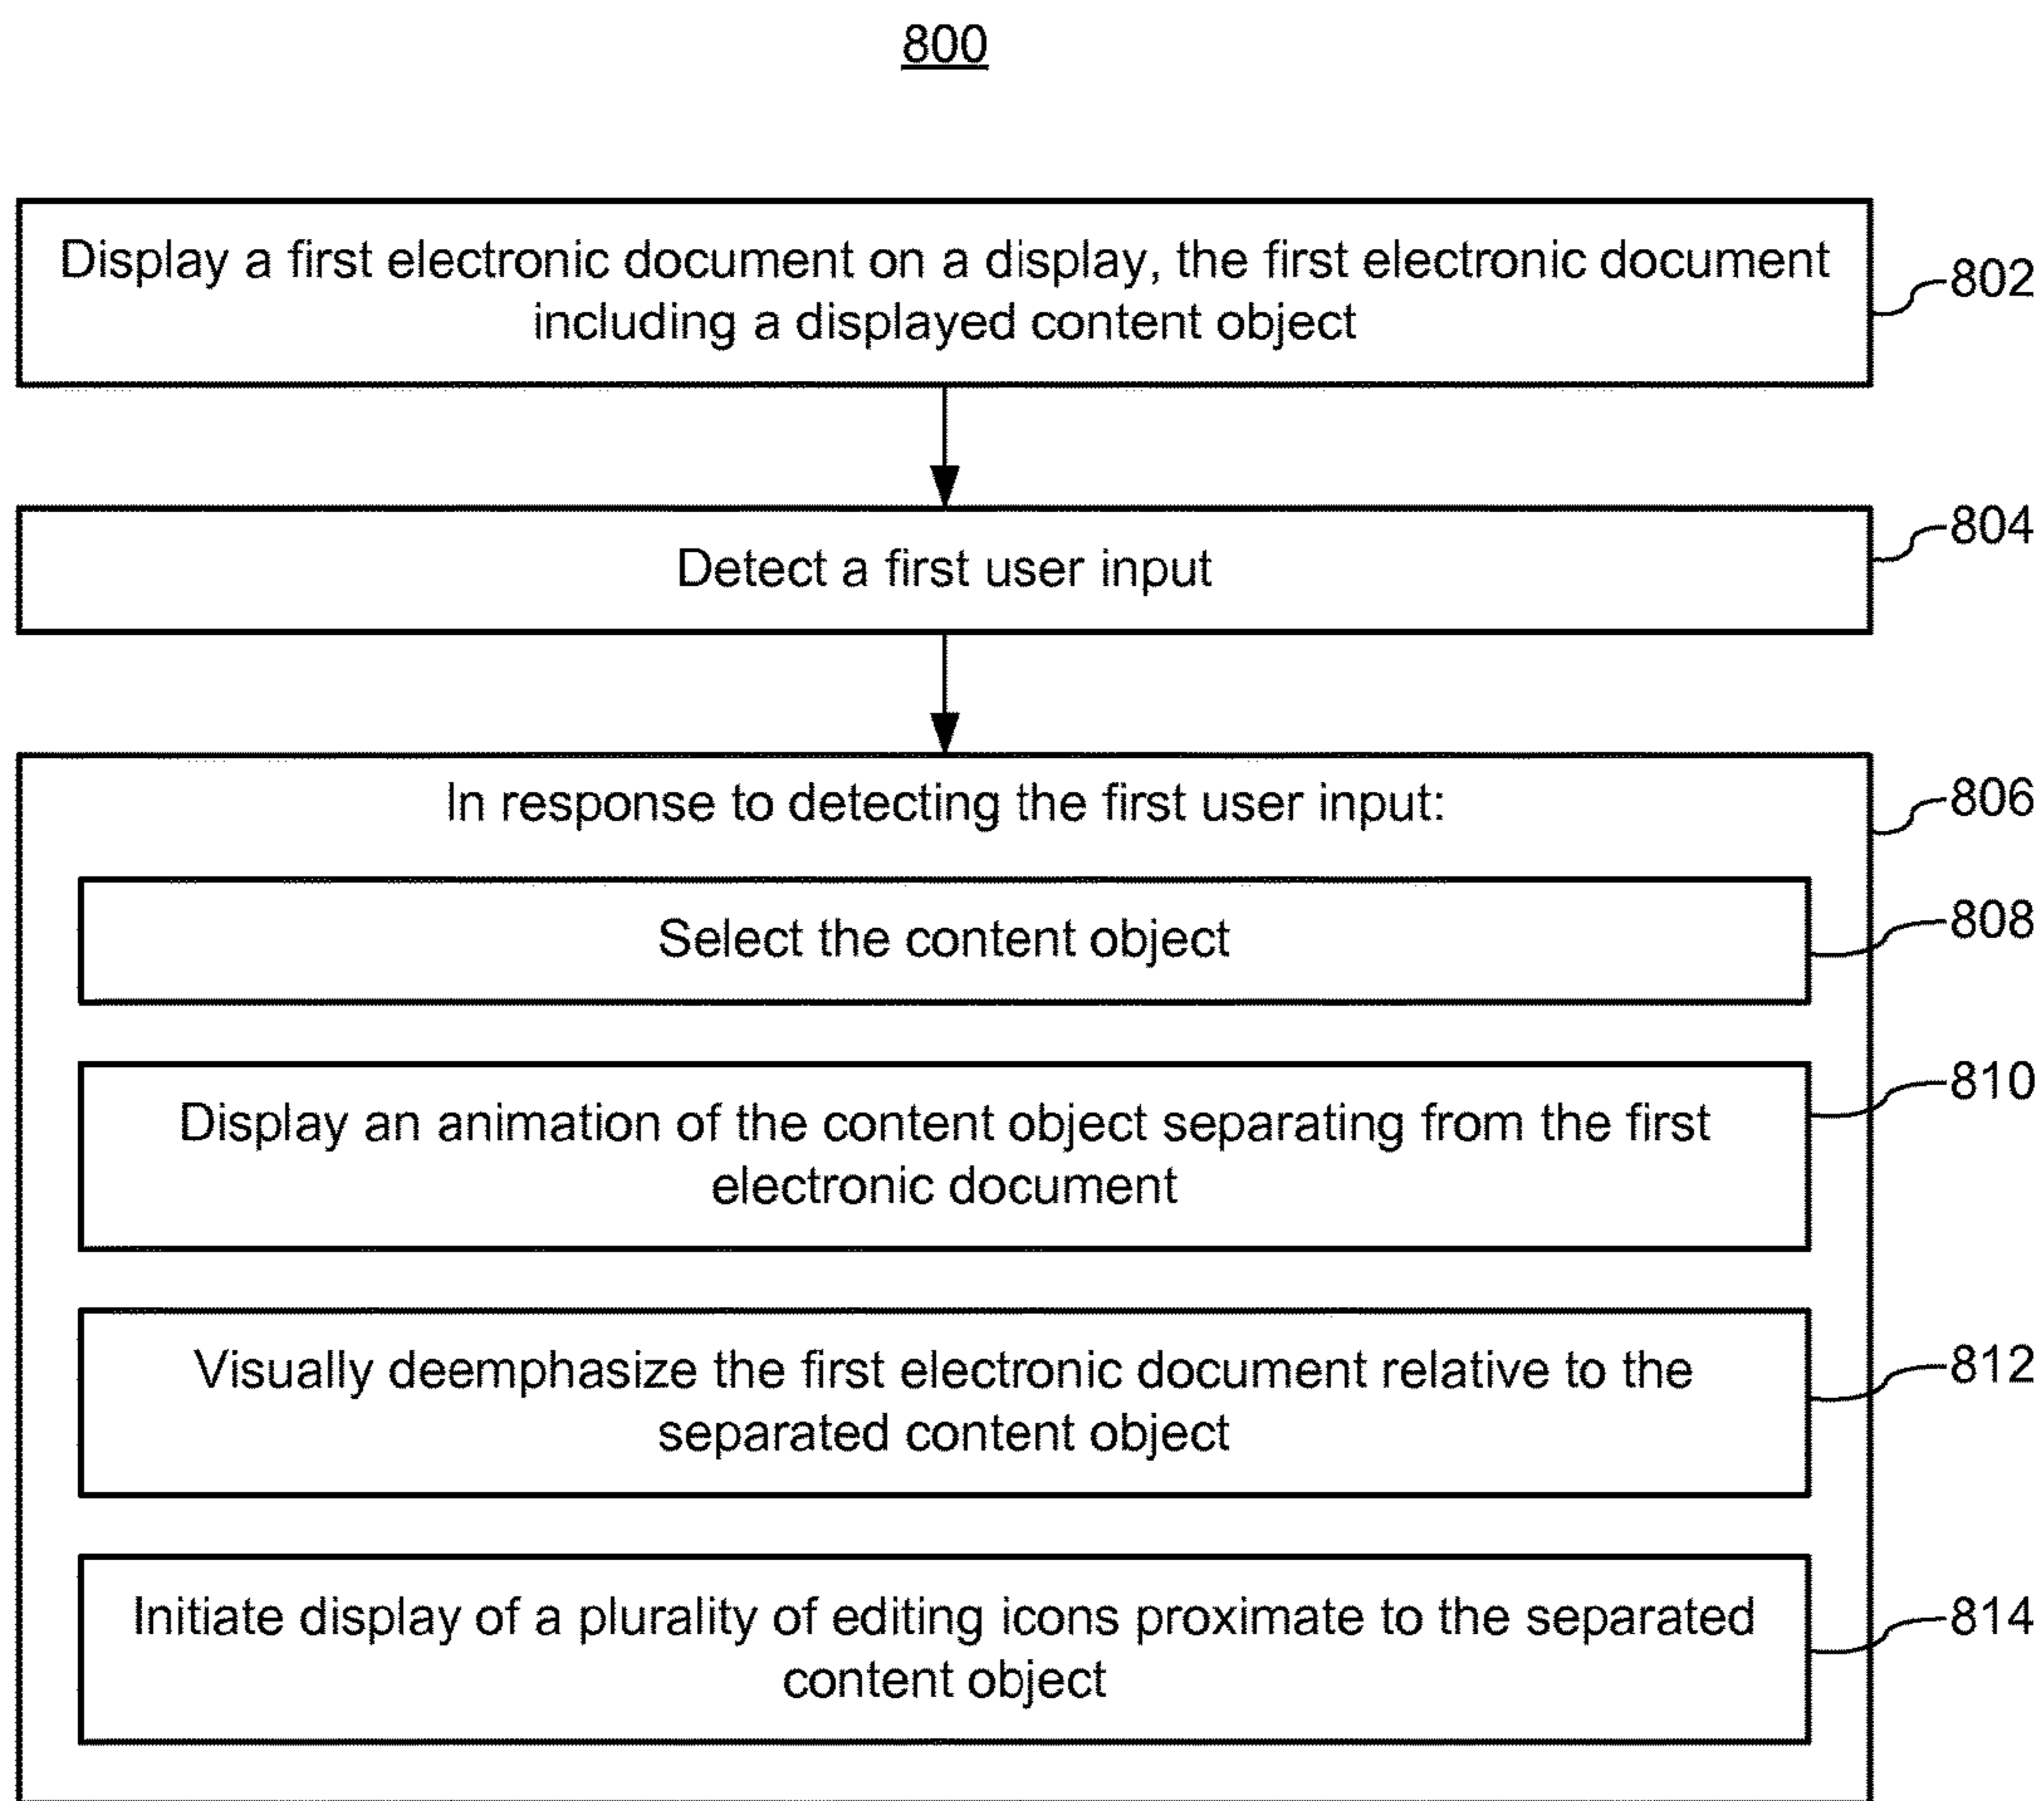 800
Display a first electronic document on a display, the first electronic document
including a displayed content object
802
Detect a first user input
804
In response to detecting the first user input:
806
Select the content object
808
Display an animation of the content object separating from the first
electronic document
810
Visually deemphasize the first electronic document relative to the
separated content object
812
Initiate display of a plurality of editing icons proximate to the separated
content object
814